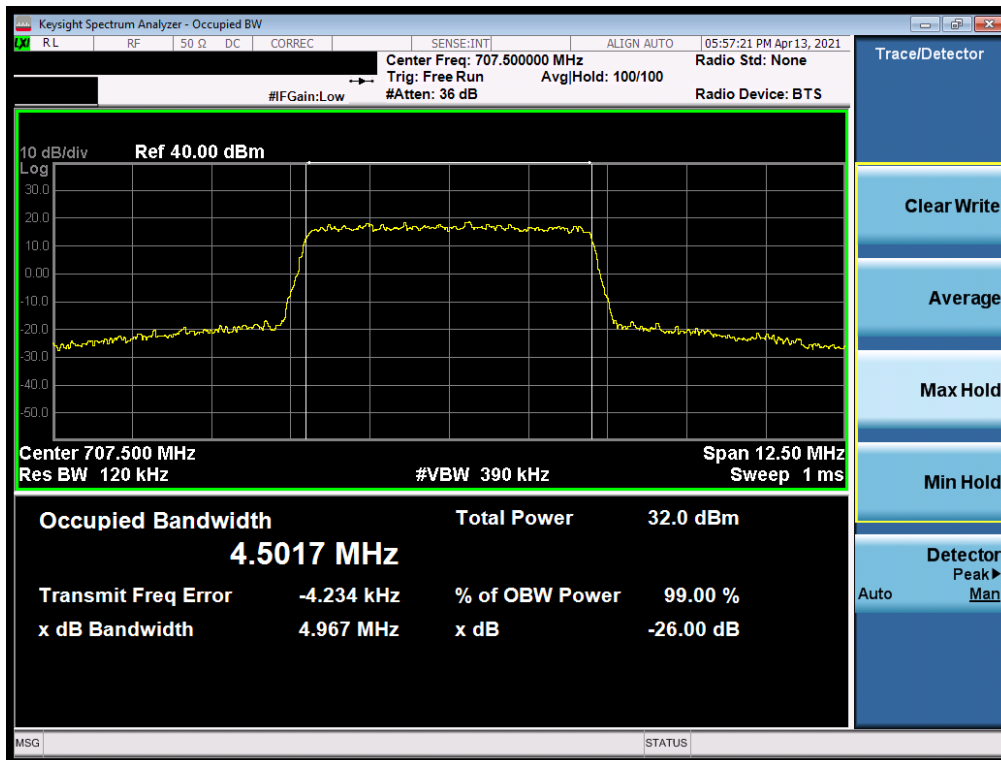 Keysight Spectrum Analyzer - Occupied BW
LXI RL RF 50 Ω DC CORREC SENSE:INT ALIGN AUTO 05:57:21 PM Apr 13, 2021
Center Freq: 707.500000 MHz Radio Std: None
Trig: Free Run Avg|Hold: 100/100
#IFGain:Low #Atten: 36 dB Radio Device: BTS
Trace/Detector
10 dB/div Ref 40.00 dBm
Log
30.0
20.0
10.0
0.00
-10.0
-20.0
-30.0
-40.0
-50.0
Center 707.500 MHz Span 12.50 MHz
Res BW 120 kHz #VBW 390 kHz Sweep 1 ms
Occupied Bandwidth Total Power 32.0 dBm
4.5017 MHz
Transmit Freq Error -4.234 kHz % of OBW Power 99.00 %
x dB Bandwidth 4.967 MHz x dB -26.00 dB
Clear Write
Average
Max Hold
Min Hold
Detector
Peak▶
Auto Man
MSG STATUS